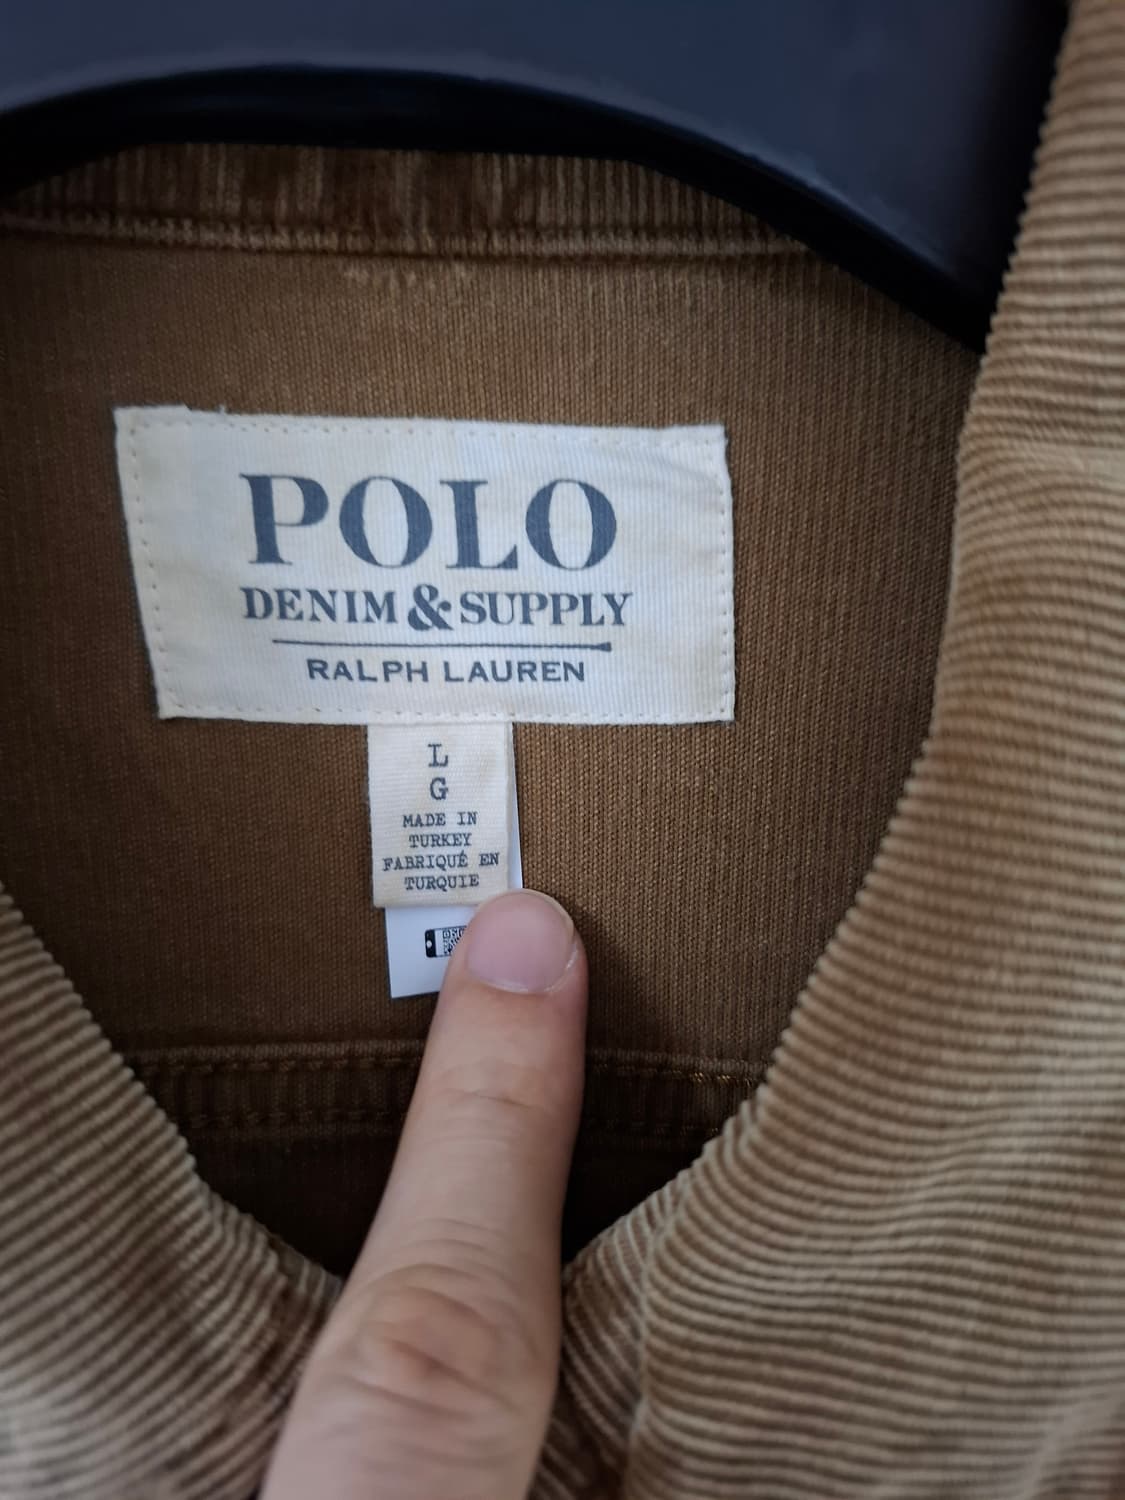 POLO
DENIM & SUPPLY
RALPH LAUREN
L
G
MADE IN
TURKEY
FABRIQUÉ EN
TURQUIE